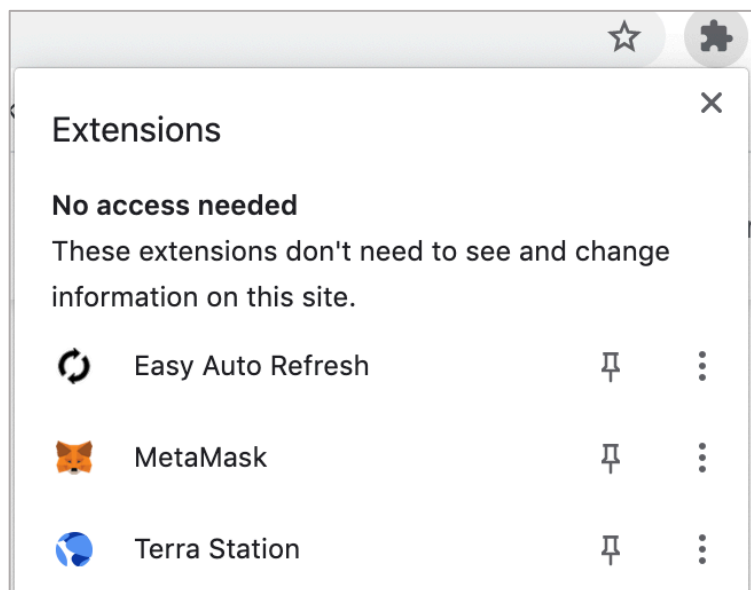 Extensions
No access needed
These extensions don't need to see and change
information on this site.
Easy Auto Refresh
MetaMask
Terra Station